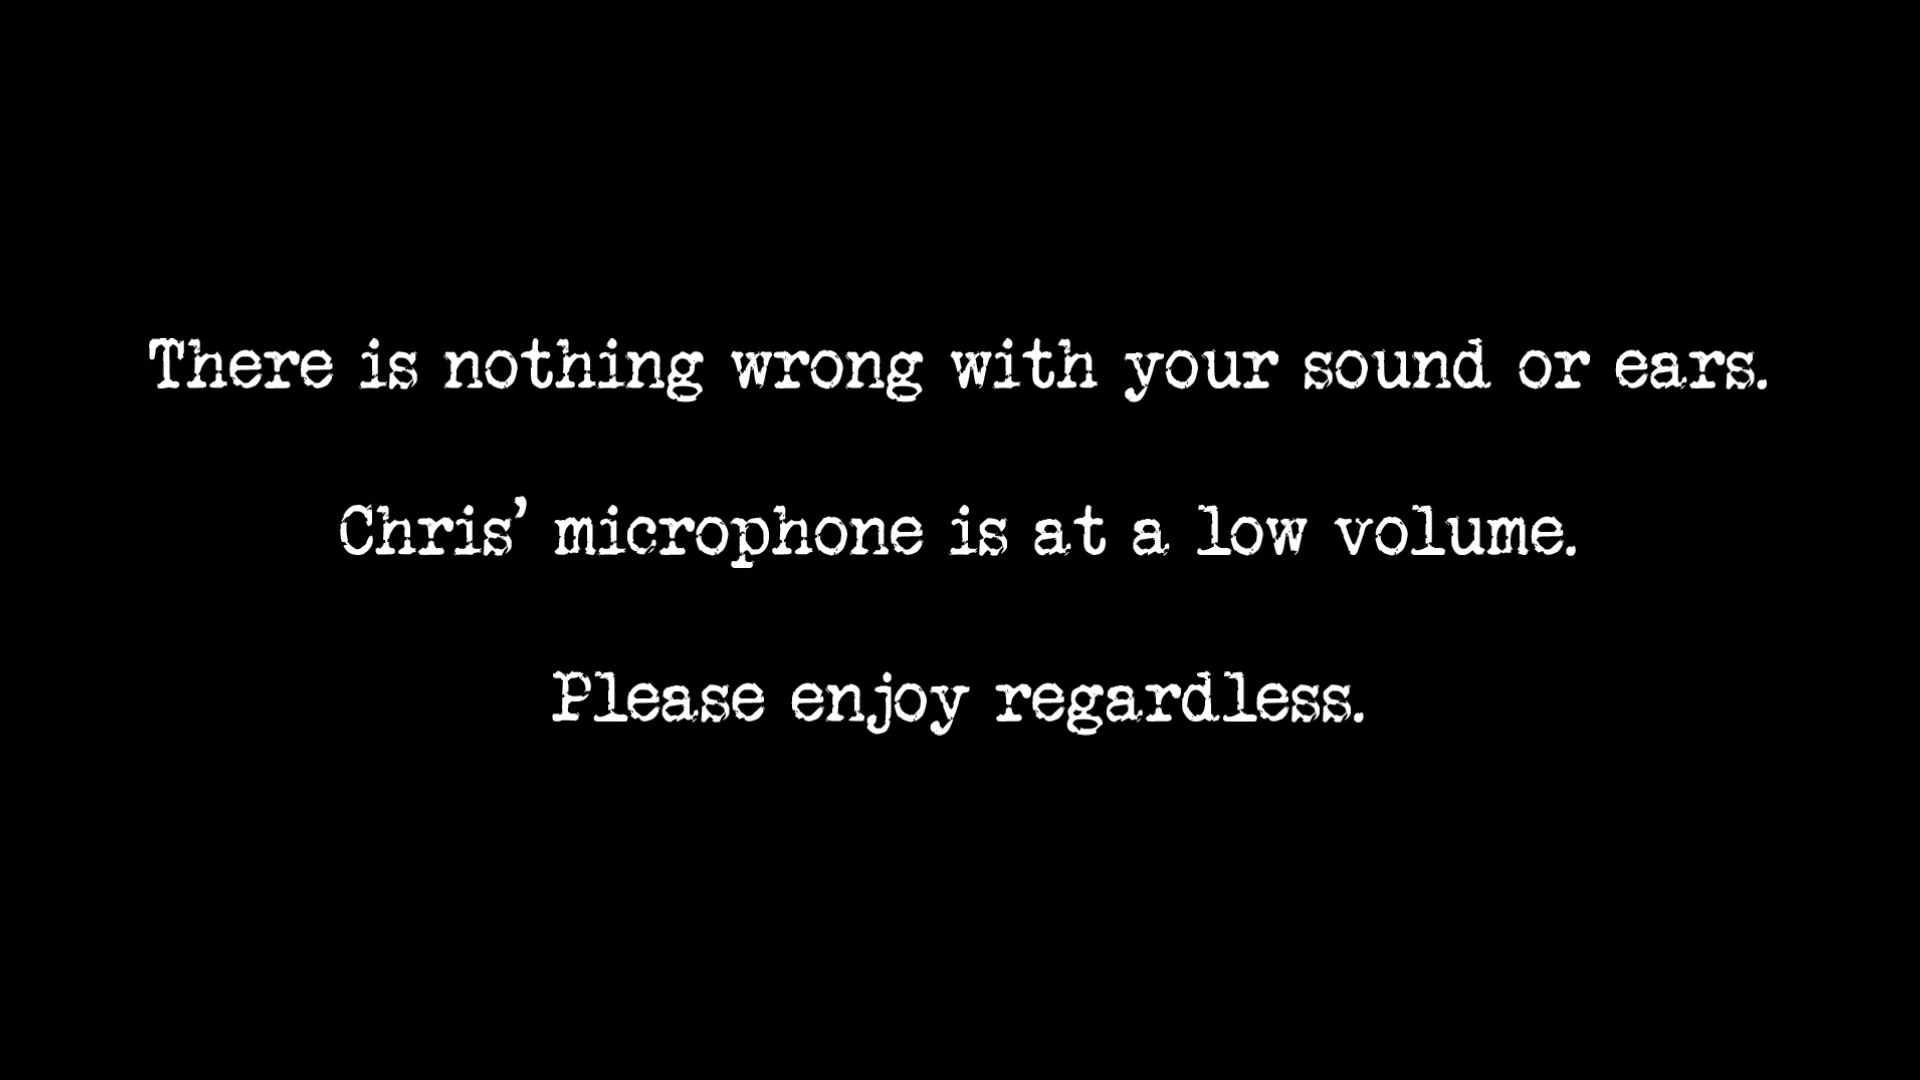 There is nothing wrong with your sound or ears.
Chris’ microphone is at a low volume.
Please enjoy regardless.